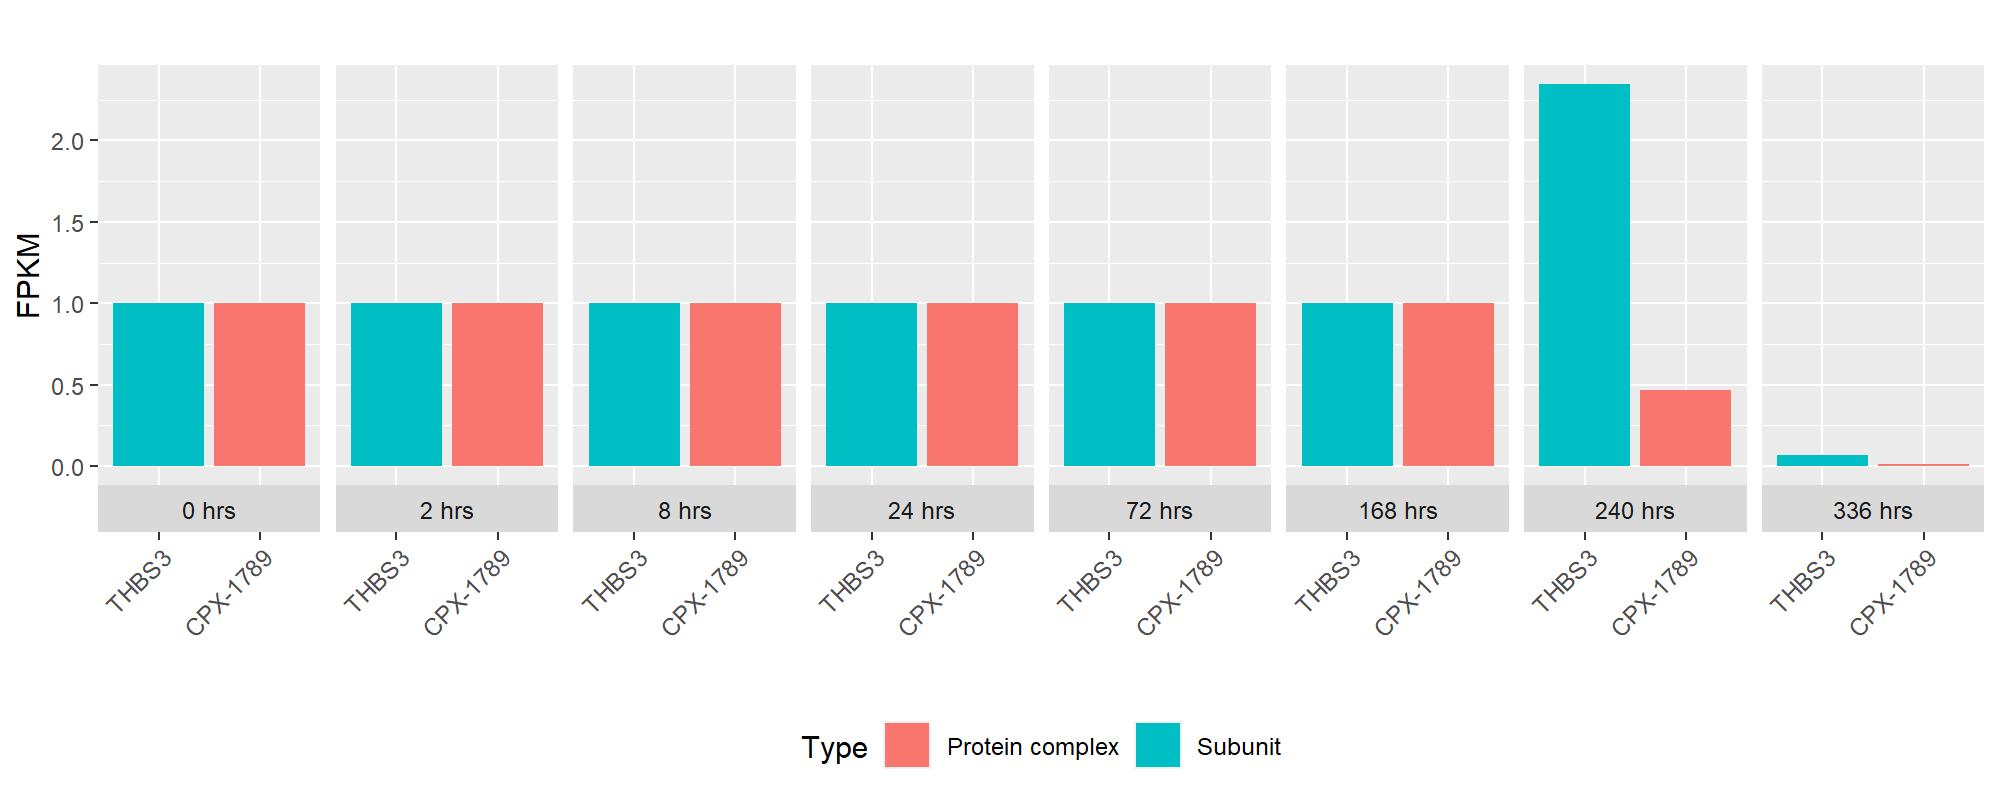 FPKM
2.0
1.5
1.0
0.5
0.0
0 hrs 2 hrs 8 hrs 24 hrs 72 hrs 168 hrs 240 hrs 336 hrs
THBS3 CPX-1789 THBS3 CPX-1789 THBS3 CPX-1789 THBS3 CPX-1789 THBS3 CPX-1789 THBS3 CPX-1789 THBS3 CPX-1789 THBS3 CPX-1789
Type Protein complex Subunit